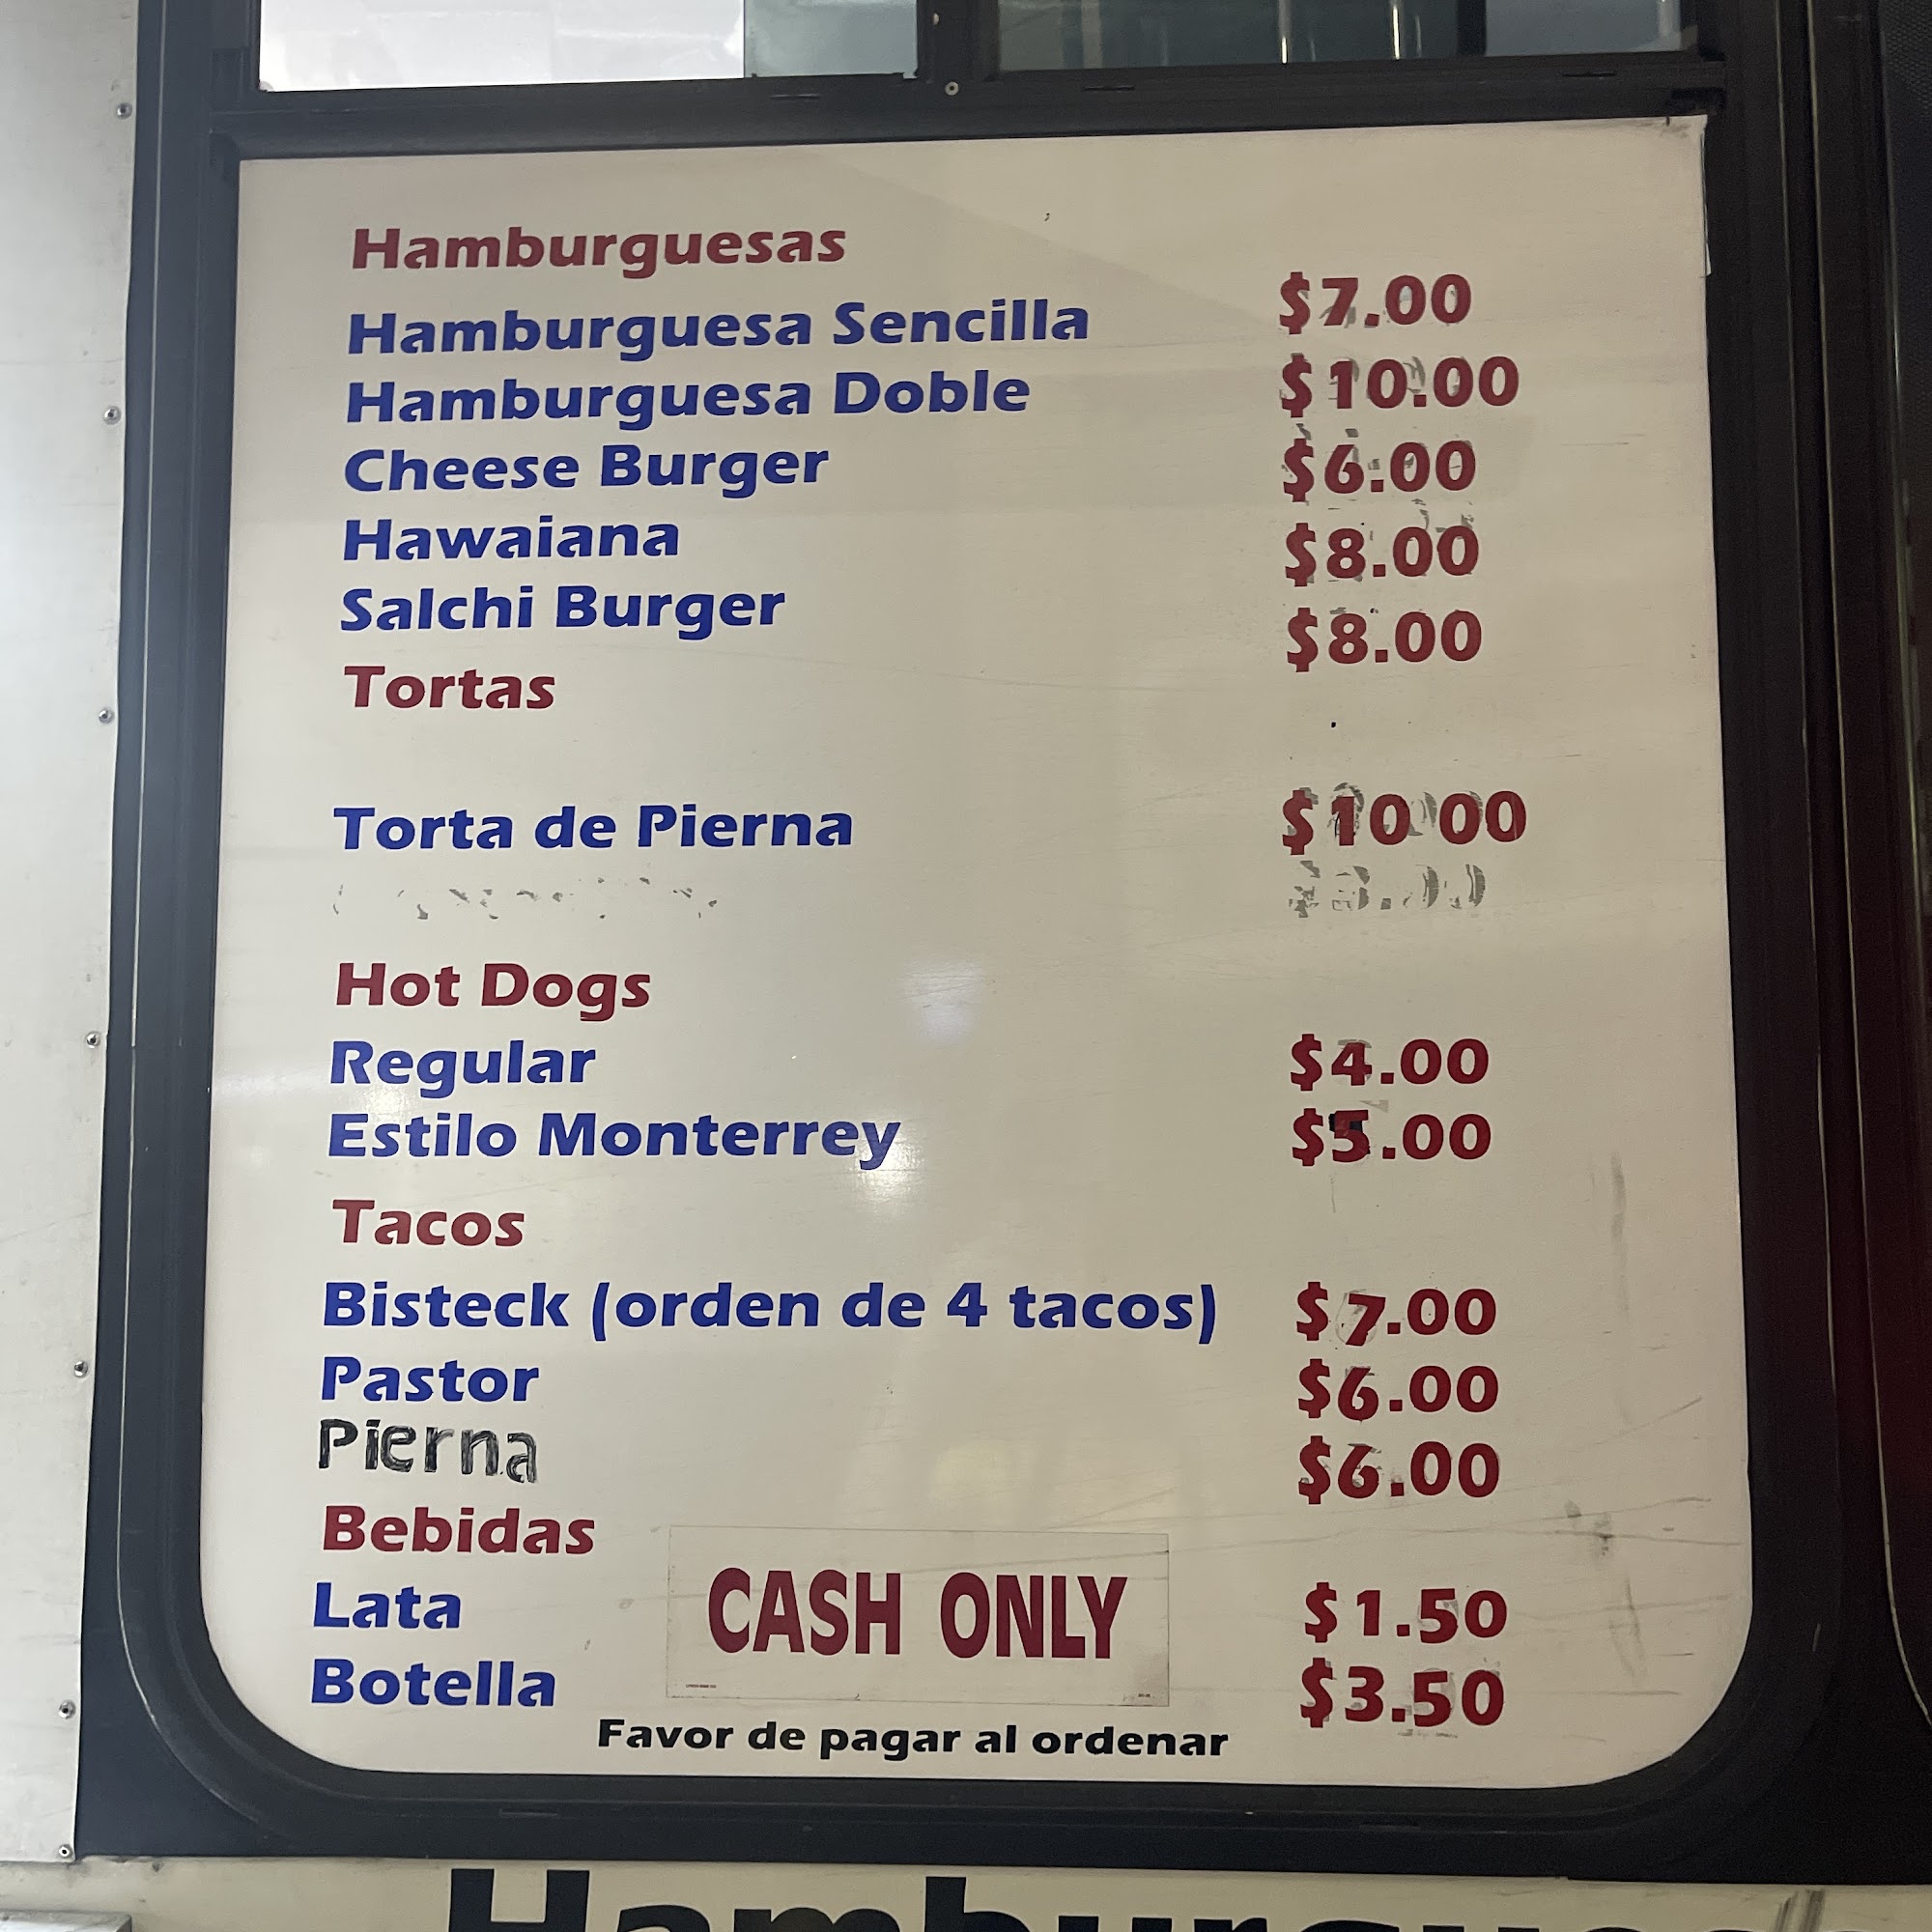 Hamburguesas
Hamburguesa Sencilla $7.00
Hamburguesa Doble $10.00
Cheese Burger $6.00
Hawaiana $8.00
Salchi Burger $8.00
Tortas
Torta de Pierna $10 00
Hot Dogs
Regular $4.00
Estilo Monterrey $5.00
Tacos
Bisteck (orden de 4 tacos) $7.00
Pastor $6.00
Pierna $6.00
Bebidas
CASH ONLY
Lata $1.50
Botella $3.50
Favor de pagar al ordenar